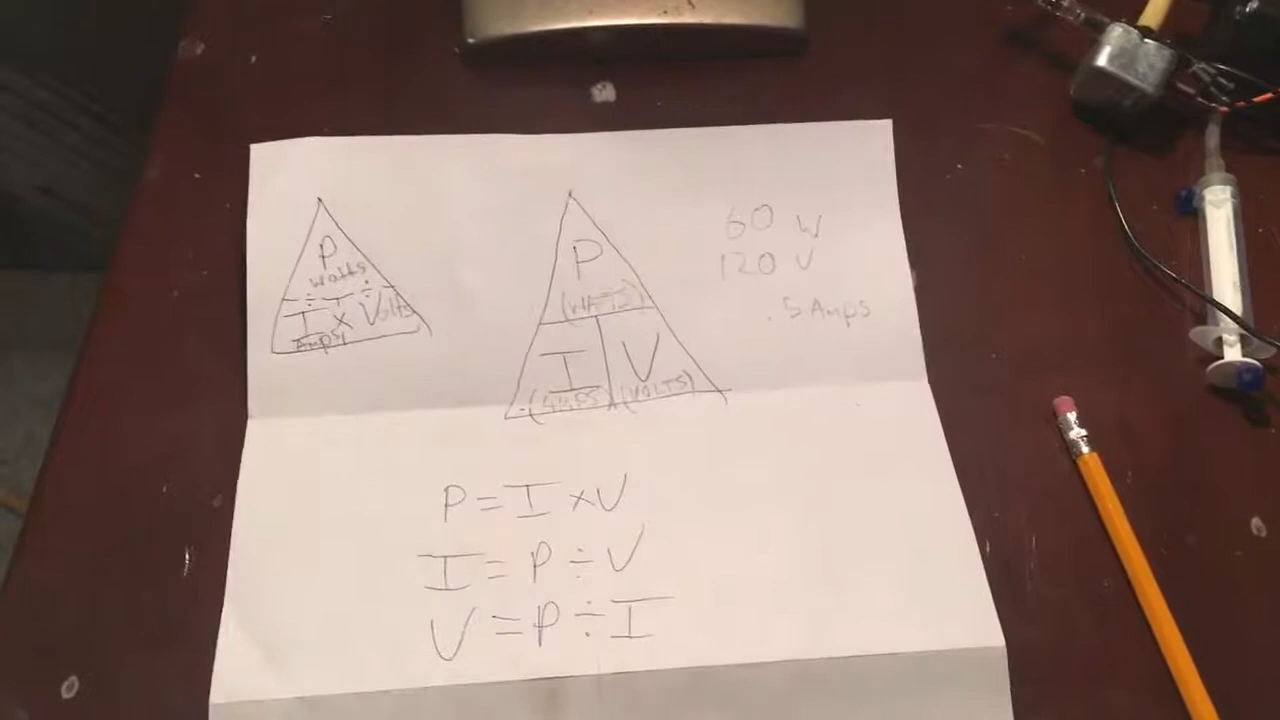 P
Watts
÷ ÷
I x Volts
Amps
P
(WATTS)
I V
(AMPS) (VOLTS)
60 W
120 V
.5 Amps
P = I x V
I = P ÷ V
V = P ÷ I